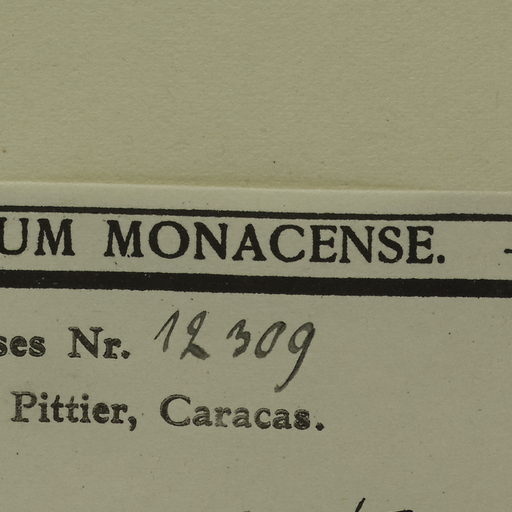 UM MONACENSE.
ses Nr. 12309
Pittier, Caracas.